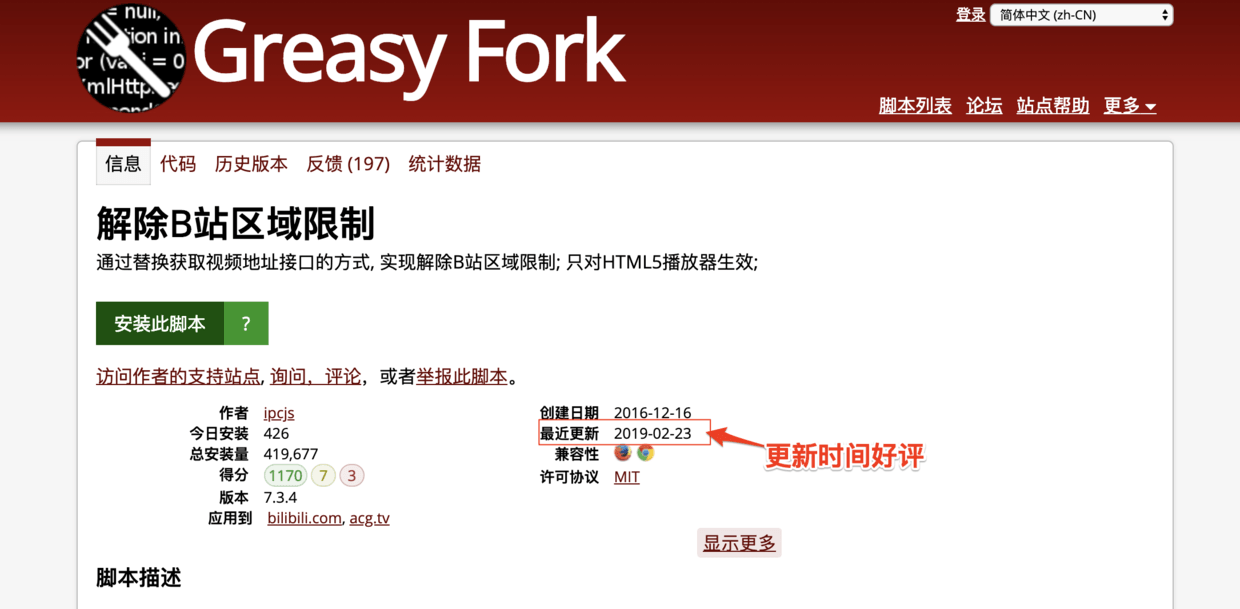 = null,
ction in
or (va i = 0
XmlHttp
Greasy Fork
登录 简体中文 (zh-CN)
脚本列表 论坛 站点帮助 更多
信息 代码 历史版本 反馈 (197) 统计数据
解除B站区域限制
通过替换获取视频地址接口的方式, 实现解除B站区域限制; 只对HTML5播放器生效;
安装此脚本 ?
访问作者的支持站点, 询问，评论，或者举报此脚本。
作者 ipcjs
今日安装 426
总安装量 419,677
得分 1170 7 3
版本 7.3.4
应用到 bilibili.com, acg.tv
创建日期 2016-12-16
最近更新 2019-02-23
兼容性
许可协议 MIT
更新时间好评
显示更多
脚本描述